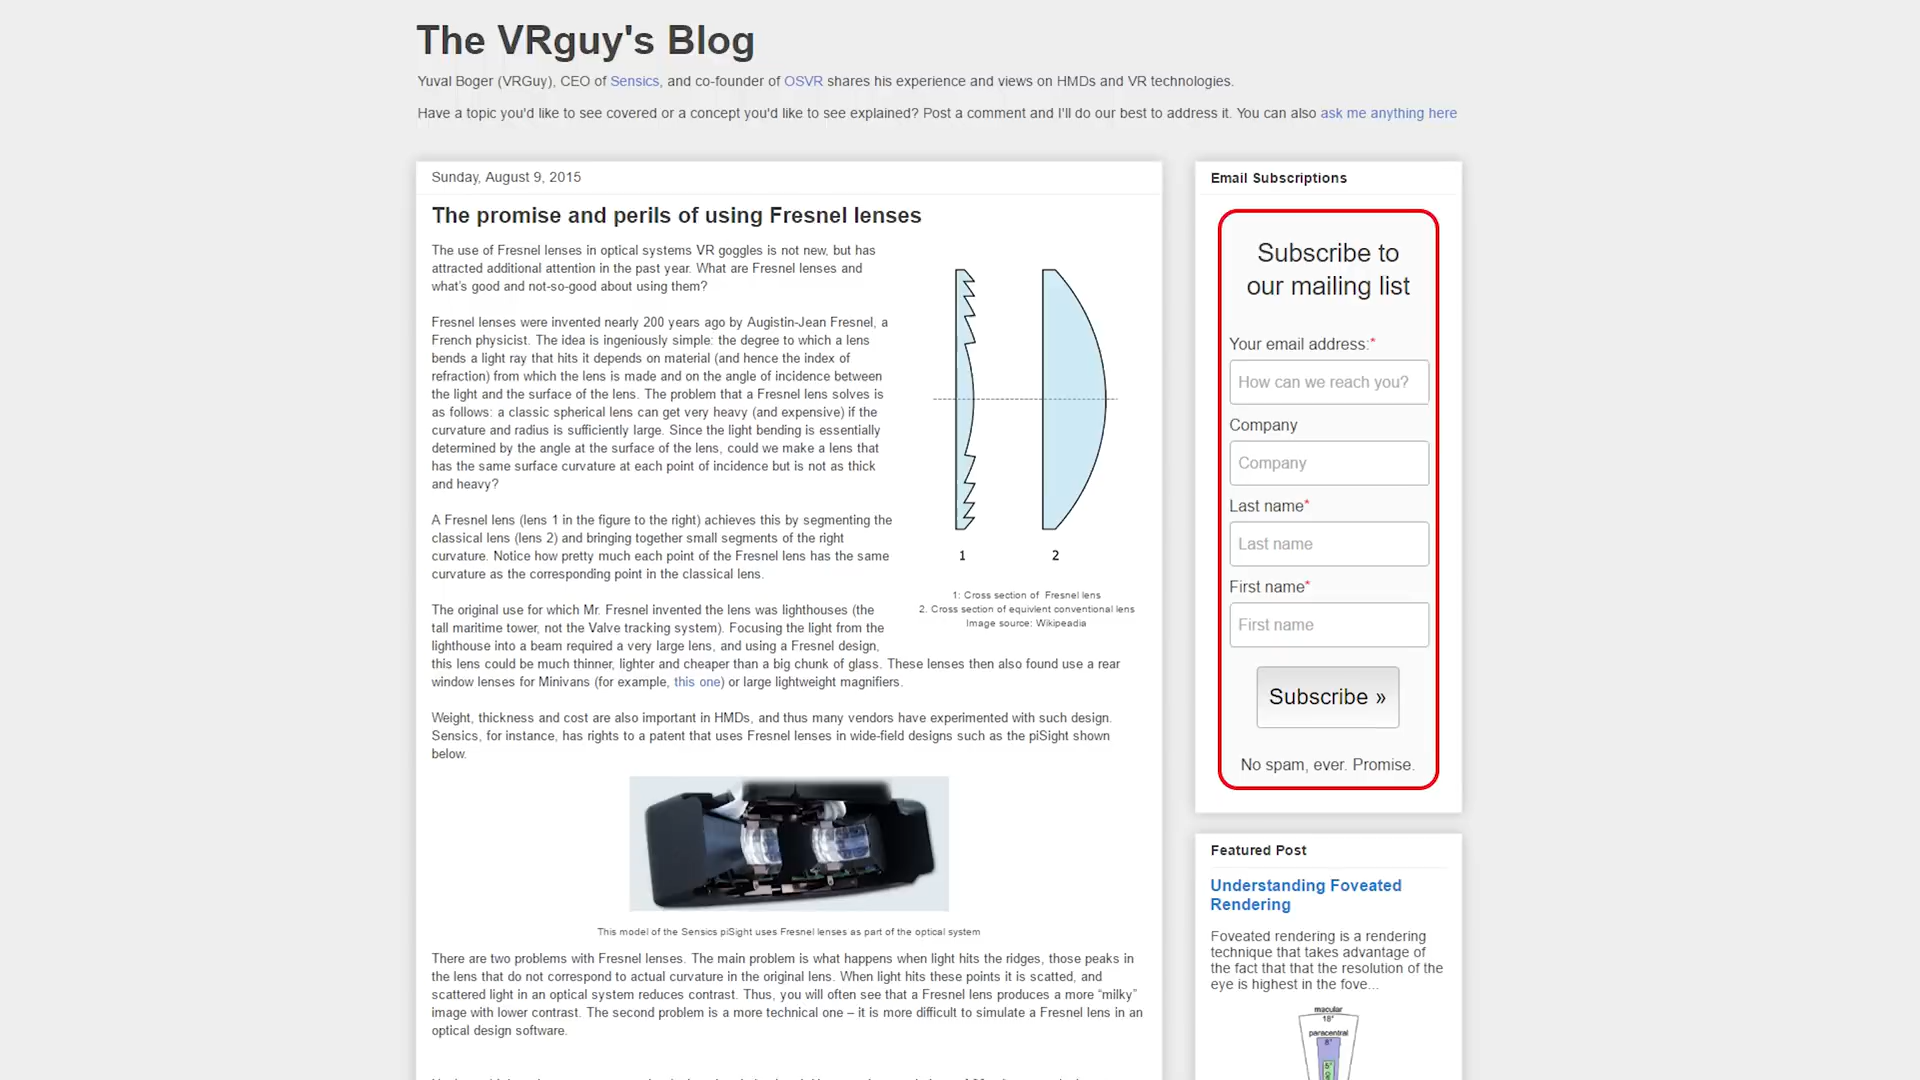 The VRguy's Blog
Yuval Boger (VRGuy), CEO of Sensics, and co-founder of OSVR shares his experience and views on HMDs and VR technologies.
Have a topic you'd like to see covered or a concept you'd like to see explained? Post a comment and I'll do our best to address it. You can also ask me anything here
Sunday, August 9, 2015
The promise and perils of using Fresnel lenses
The use of Fresnel lenses in optical systems VR goggles is not new, but has
attracted additional attention in the past year. What are Fresnel lenses and
what's good and not-so-good about using them?
Fresnel lenses were invented nearly 200 years ago by Augistin-Jean Fresnel, a
French physicist. The idea is ingeniously simple: the degree to which a lens
bends a light ray that hits it depends on material (and hence the index of
refraction) from which the lens is made and on the angle of incidence between
the light and the surface of the lens. The problem that a Fresnel lens solves is
as follows: a classic spherical lens can get very heavy (and expensive) if the
curvature and radius is sufficiently large. Since the light bending is essentially
determined by the angle at the surface of the lens, could we make a lens that
has the same surface curvature at each point of incidence but is not as thick
and heavy?
A Fresnel lens (lens 1 in the figure to the right) achieves this by segmenting the
classical lens (lens 2) and bringing together small segments of the right
curvature. Notice how pretty much each point of the Fresnel lens has the same
curvature as the corresponding point in the classical lens.
1 2
1: Cross section of Fresnel lens
2. Cross section of equivlent conventional lens
Image source: Wikipeadia
The original use for which Mr. Fresnel invented the lens was lighthouses (the
tall maritime tower, not the Valve tracking system). Focusing the light from the
lighthouse into a beam required a very large lens, and using a Fresnel design,
this lens could be much thinner, lighter and cheaper than a big chunk of glass. These lenses then also found use a rear
window lenses for Minivans (for example, this one) or large lightweight magnifiers.
Weight, thickness and cost are also important in HMDs, and thus many vendors have experimented with such design.
Sensics, for instance, has rights to a patent that uses Fresnel lenses in wide-field designs such as the piSight shown
below.
This model of the Sensics piSight uses Fresnel lenses as part of the optical system
There are two problems with Fresnel lenses. The main problem is what happens when light hits the ridges, those peaks in
the lens that do not correspond to actual curvature in the original lens. When light hits these points it is scatted, and
scattered light in an optical system reduces contrast. Thus, you will often see that a Fresnel lens produces a more “milky”
image with lower contrast. The second problem is a more technical one – it is more difficult to simulate a Fresnel lens in an
optical design software.
Email Subscriptions
Subscribe to
our mailing list
Your email address:*
How can we reach you?
Company
Company
Last name*
Last name
First name*
First name
Subscribe »
No spam, ever. Promise.
Featured Post
Understanding Foveated
Rendering
Foveated rendering is a rendering
technique that takes advantage of
the fact that that the resolution of the
eye is highest in the fove...
macular
18°
paracentral
8°
5°